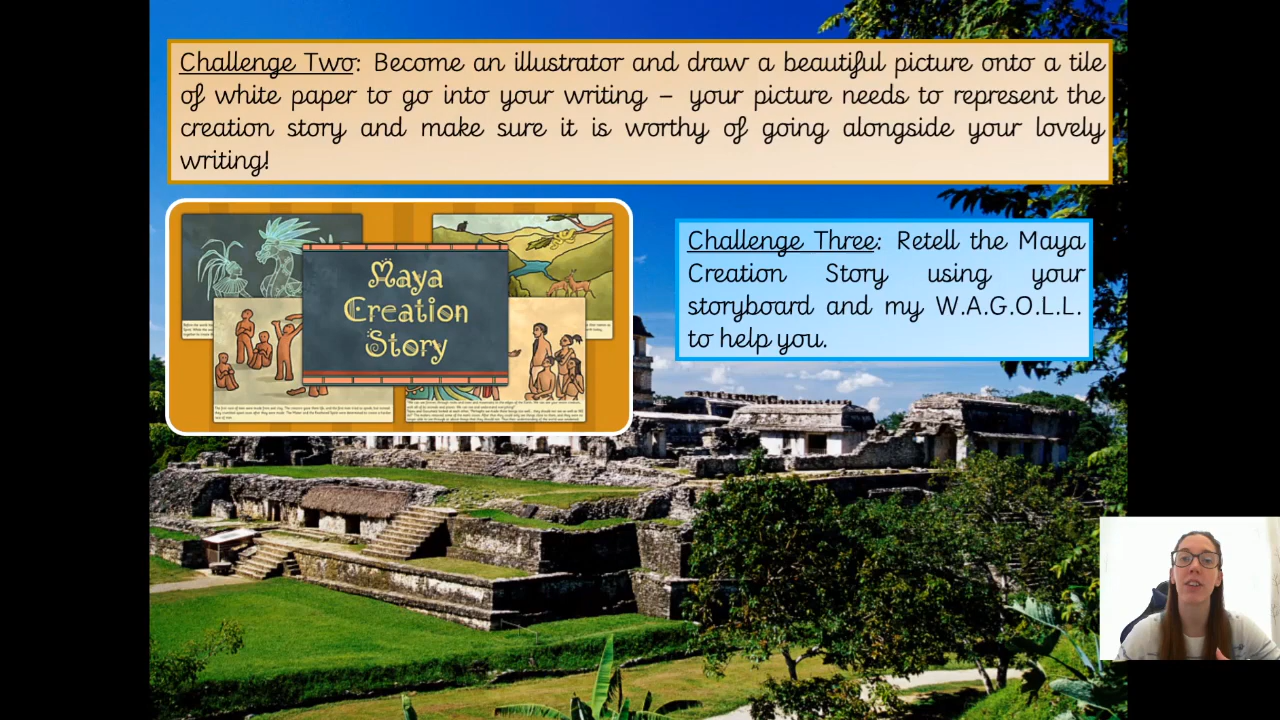 Challenge Two: Become an illustrator and draw a beautiful picture onto a tile
of white paper to go into your writing – your picture needs to represent the
creation story and make sure it is worthy of going alongside your lovely
writing!
Maya
Creation
Story
Challenge Three: Retell the Maya
Creation Story using your
storyboard and my W.A.G.O.L.L.
to help you.